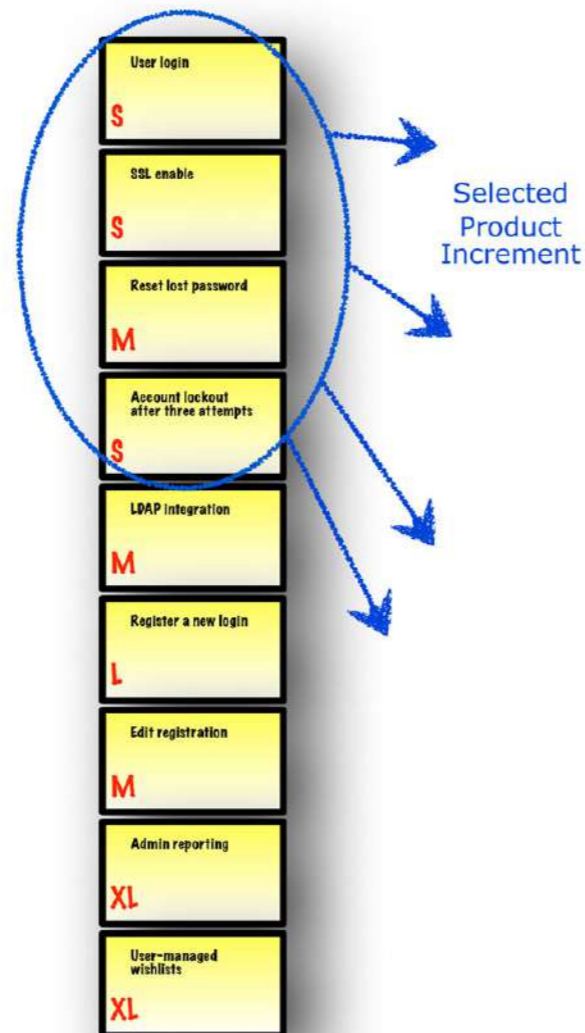 User login
S
SSL enable
S
Reset lost password
M
Account lockout
after three attempts
S
LDAP integration
M
Register a new login
L
Edit registration
M
Admin reporting
XL
User-managed
wishlists
XL
Selected
Product
Increment